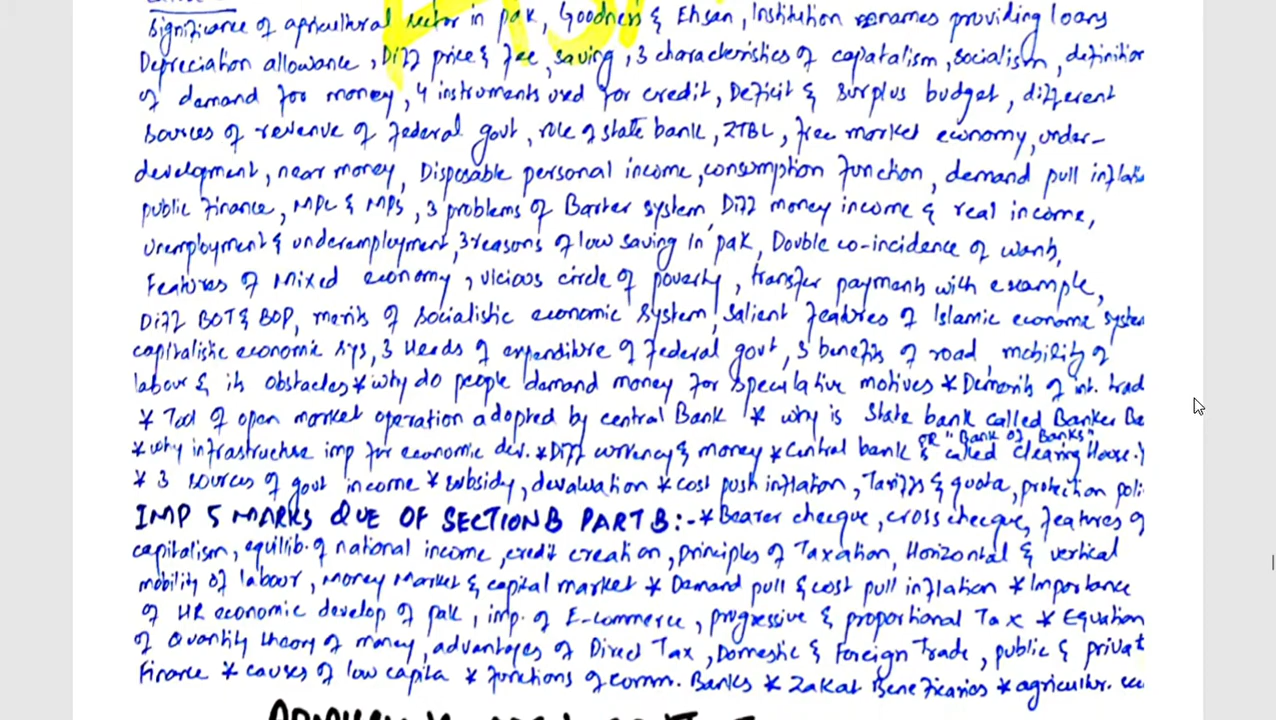 Significance of agricultural sector in pak, Goodness & Ehsan, Institution names providing loans
Depreciation allowance, Diff price & fee, saving, 3 characteristics of capatalism, socialism, definition
of demand for money, 4 instruments used for credit, Deficit & surplus budget, different
sources of revenue of Federal govt, role of state bank, ZTBL, free market economy, under-
development, near money, Disposable personal income, consumption function, demand pull inflatio
public finance, MPC & MPS, 3 problems of Barter system, Diff money income & real income,
unemployment & underemployment, 3 reasons of low saving in pak, Double co-incidence of wants,
Features of Mixed economy, vicious circle of poverty, transfer payments with example,
Diff BOT & BOP, merits of socialistic economic system, salient features of Islamic economic system
capitalistic economic sys, 3 Heads of expenditure of Federal govt, 3 benefits of road mobility of
labour & its obstacles * why do people demand money for speculative motives * Demerits of int. trad
* Tool of open market operation adopted by central Bank * why is State bank called Banker Ba
OR "Bank of Banks"
* why infrastructure imp for economic dev. * Diff currency & money * Central bank & "called "Clearing House.?
* 3 sources of govt income * subsidy, devaluation * cost push inflation, Tariffs & quota, protection poli
IMP 5 MARKS QUE OF SECTION B PART B:- * Bearer checque, cross checque, features of
capitalism, equillib. of national income, credit creation, principles of Taxation, Horizontal & vertical
mobility of labour, money Market & capital market * Demand pull & cost pull inflation * Importance
of HR economic develop of pak, imp. of E-commerce, progressive & proportional Tax * Equation
of Quantity theory of money, advantages of Direct Tax, Domestic & Foreign Trade, public & privat
Finance * causes of low capita * functions of comm. Banks * Zakat Beneficaries * agricultur.